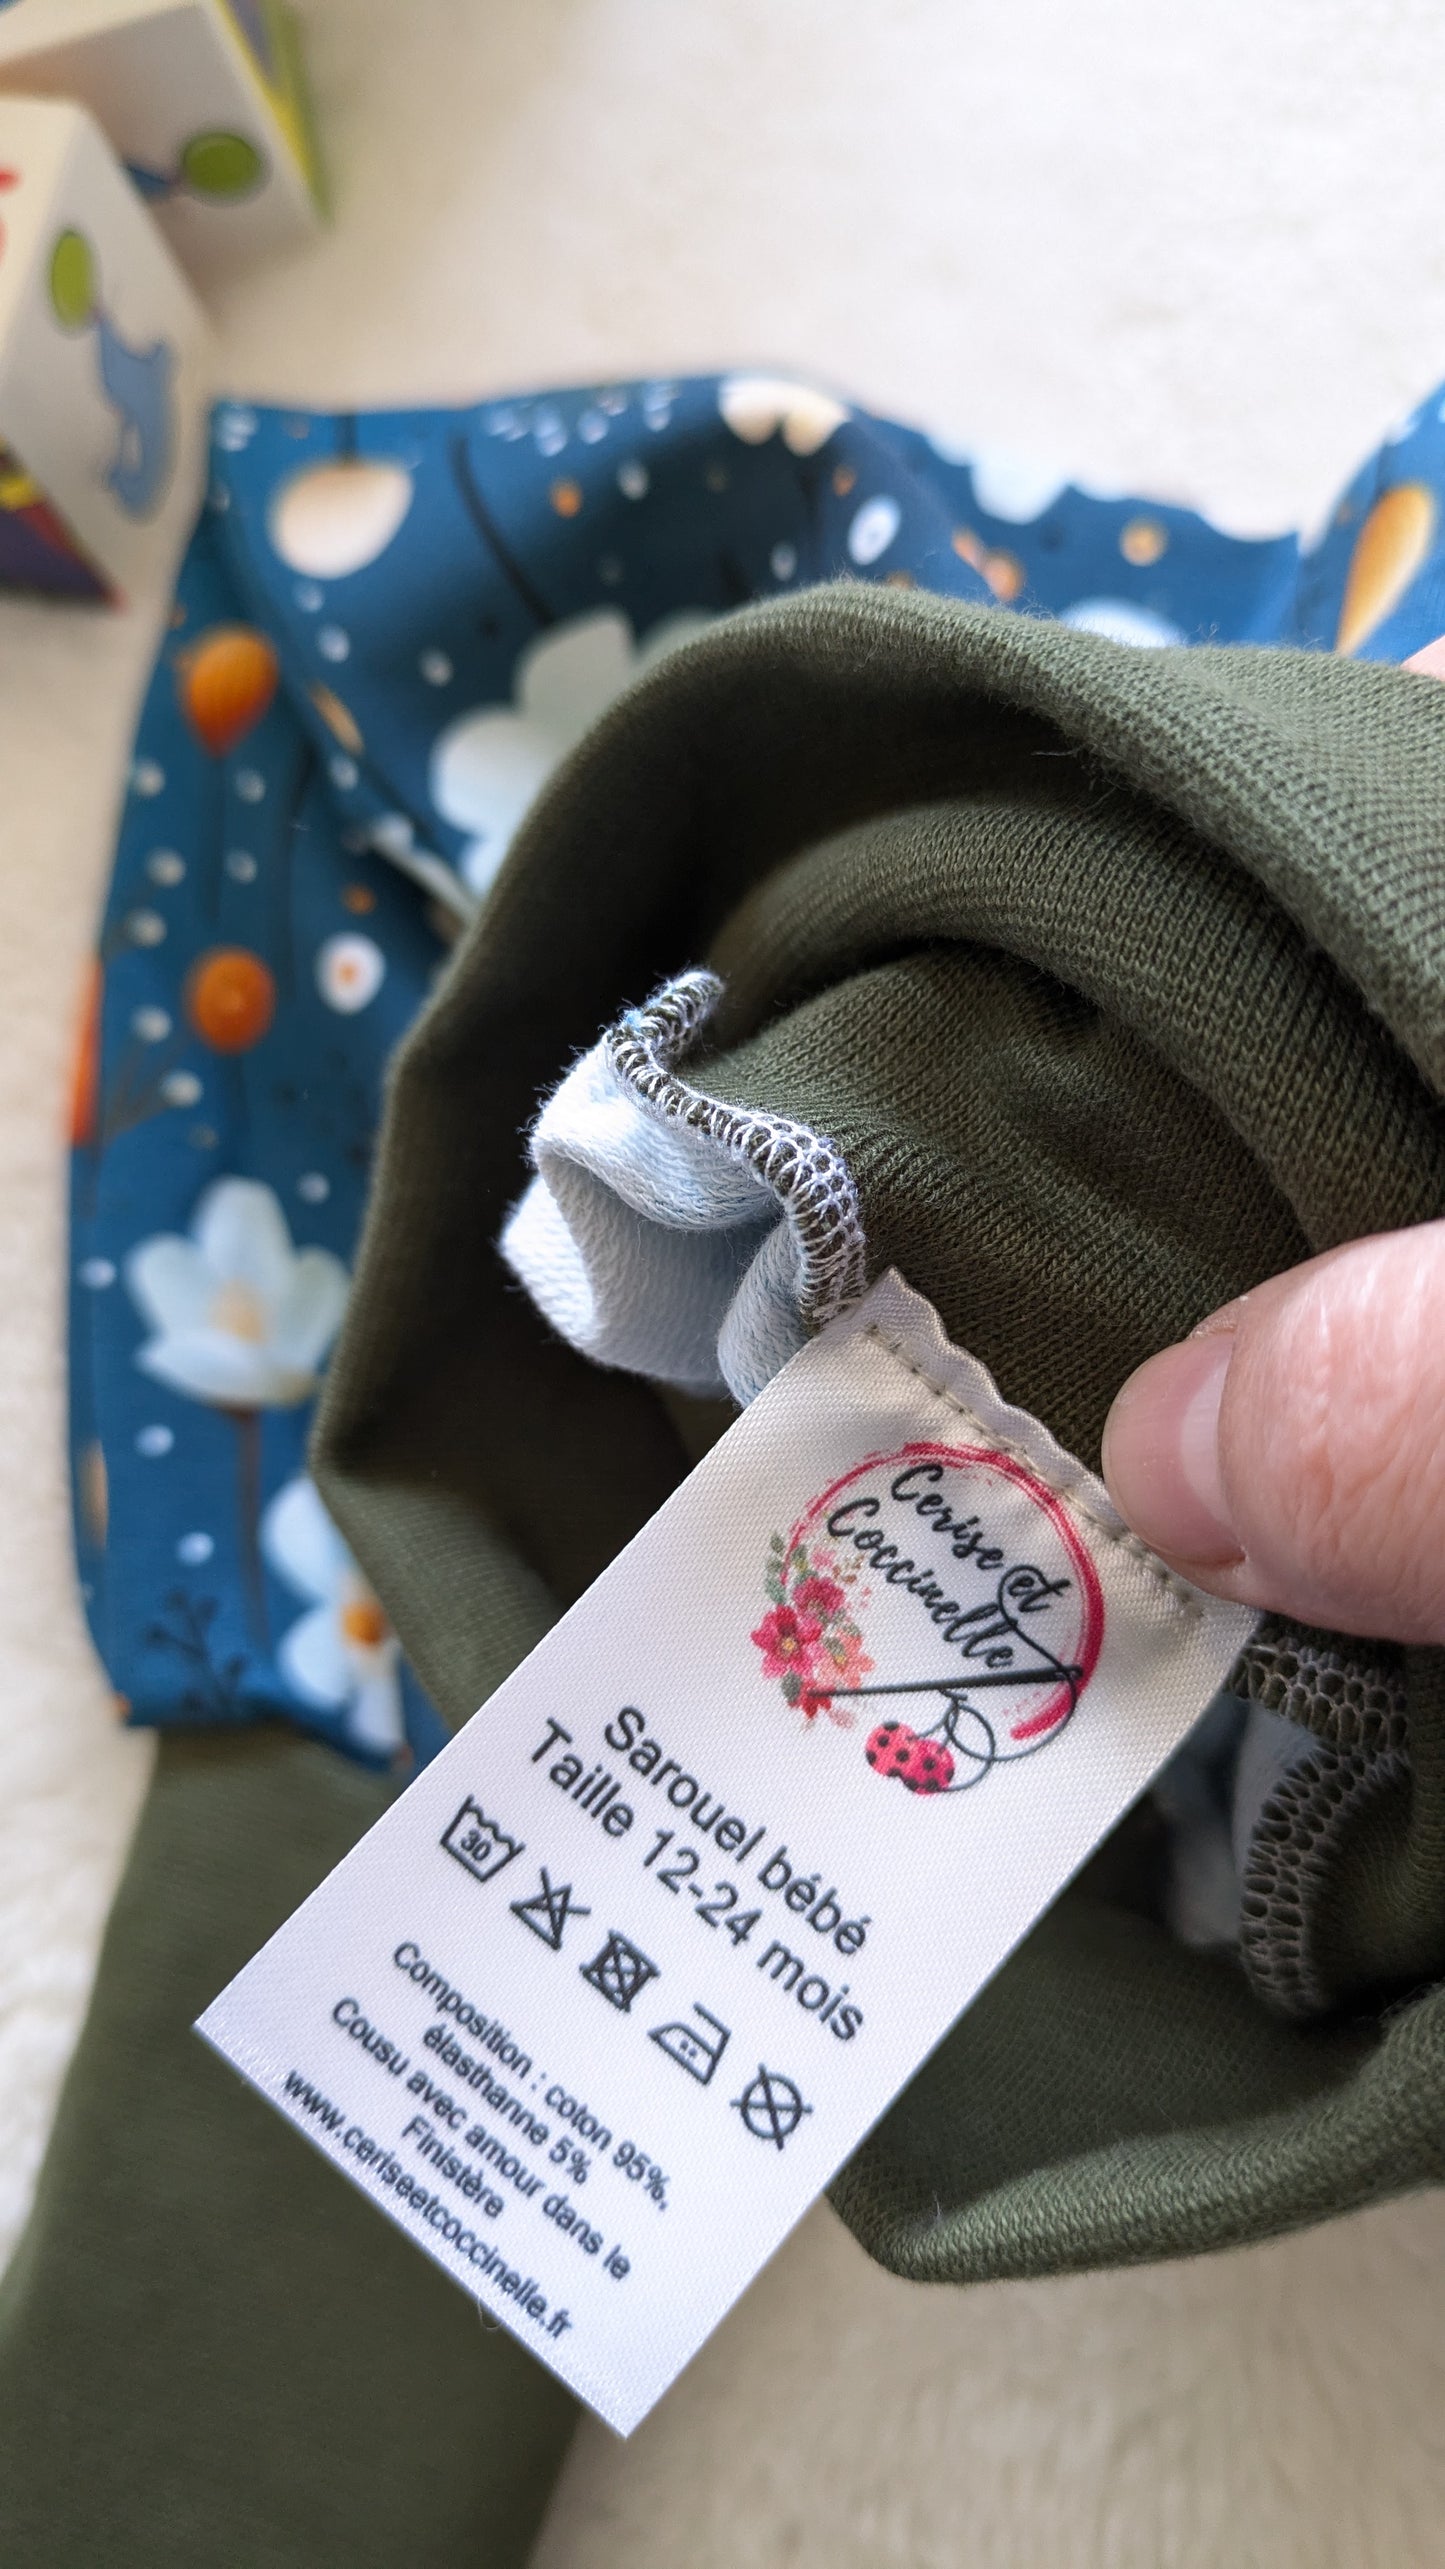 Cerise et
Coccinelle
Sarouel bébé
Taille 12-24 mois
30
Composition : coton 95%,
élasthanne 5%
Cousu avec amour dans le
Finistère
www.ceriseetcoccinelle.fr